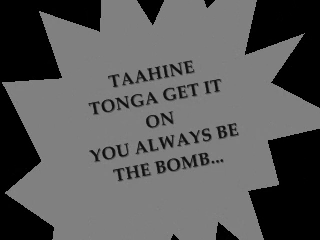 TAAHINE
TONGA GET IT
ON
YOU ALWAYS BE
THE BOMB...